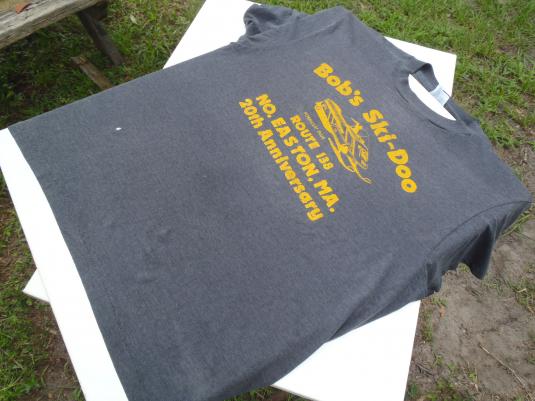 Bob's Ski-Doo
ROUTE 138
NO. EASTON, MA.
20th Anniversary